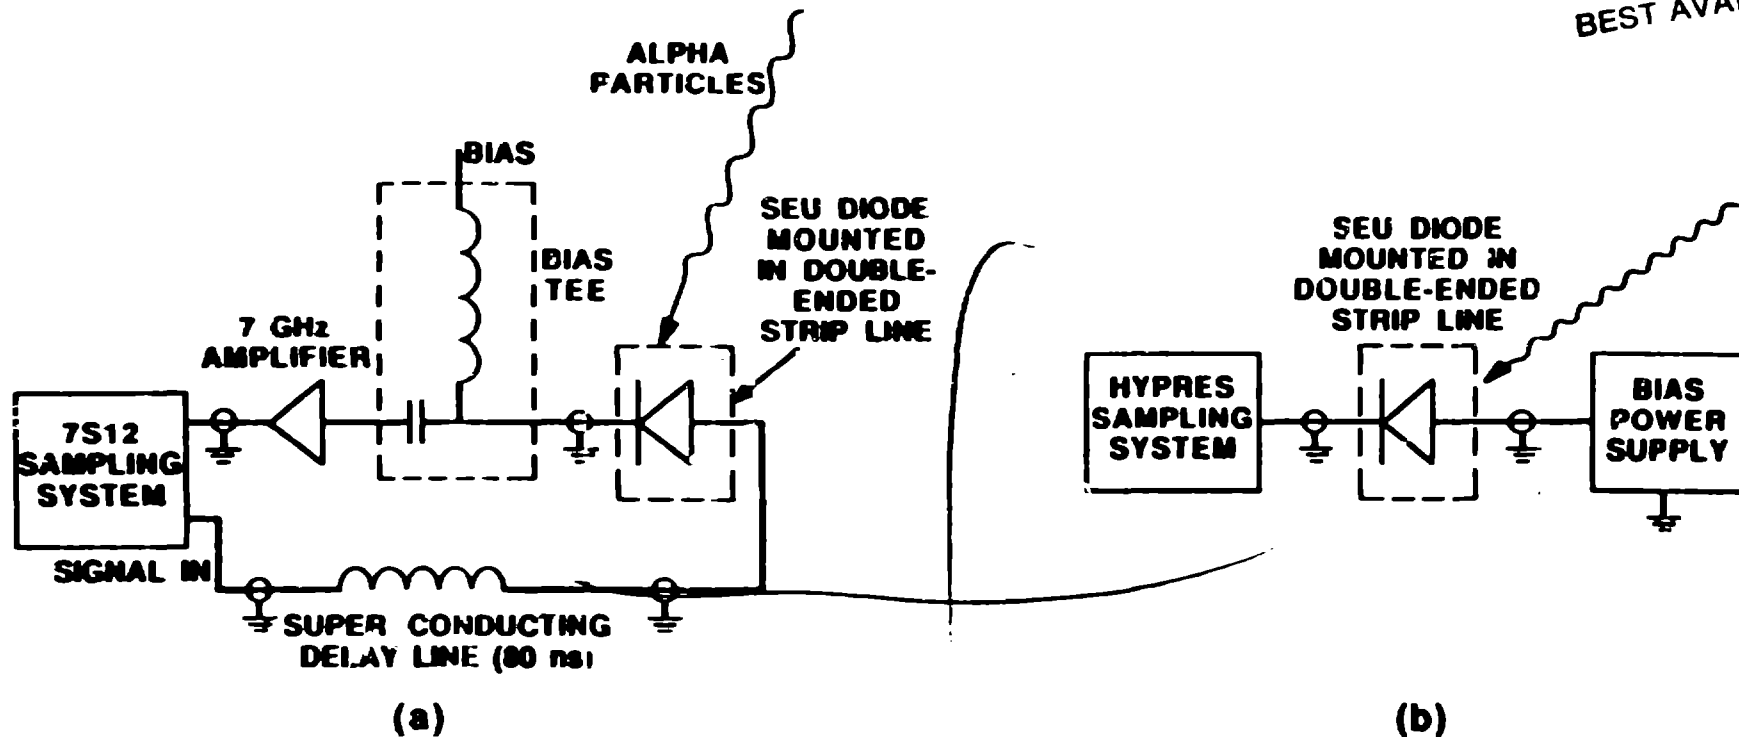 BEST
ALPHA
PARTICLES
BIAS
BIAS
TEE
SEU DIODE
MOUNTED
IN DOUBLE-
ENDED
STRIP LINE
7 GHz
AMPLIFIER
7S12
SAMPLING
SYSTEM
SIGNAL IN
SUPER CONDUCTING
DELAY LINE (80 ns)
(a)
SEU DIODE
MOUNTED IN
DOUBLE-ENDED
STRIP LINE
HYPRES
SAMPLING
SYSTEM
BIAS
POWER
SUPPLY
(b)